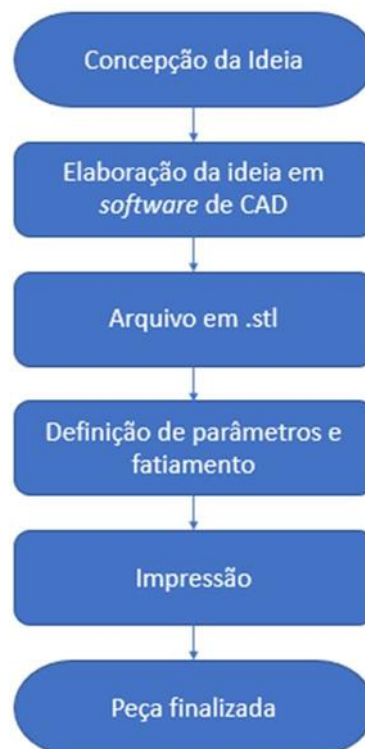 Concepção da Ideia
Elaboração da ideia em
software de CAD
Arquivo em .stl
Definição de parâmetros e
fatiamento
Impressão
Peça finalizada